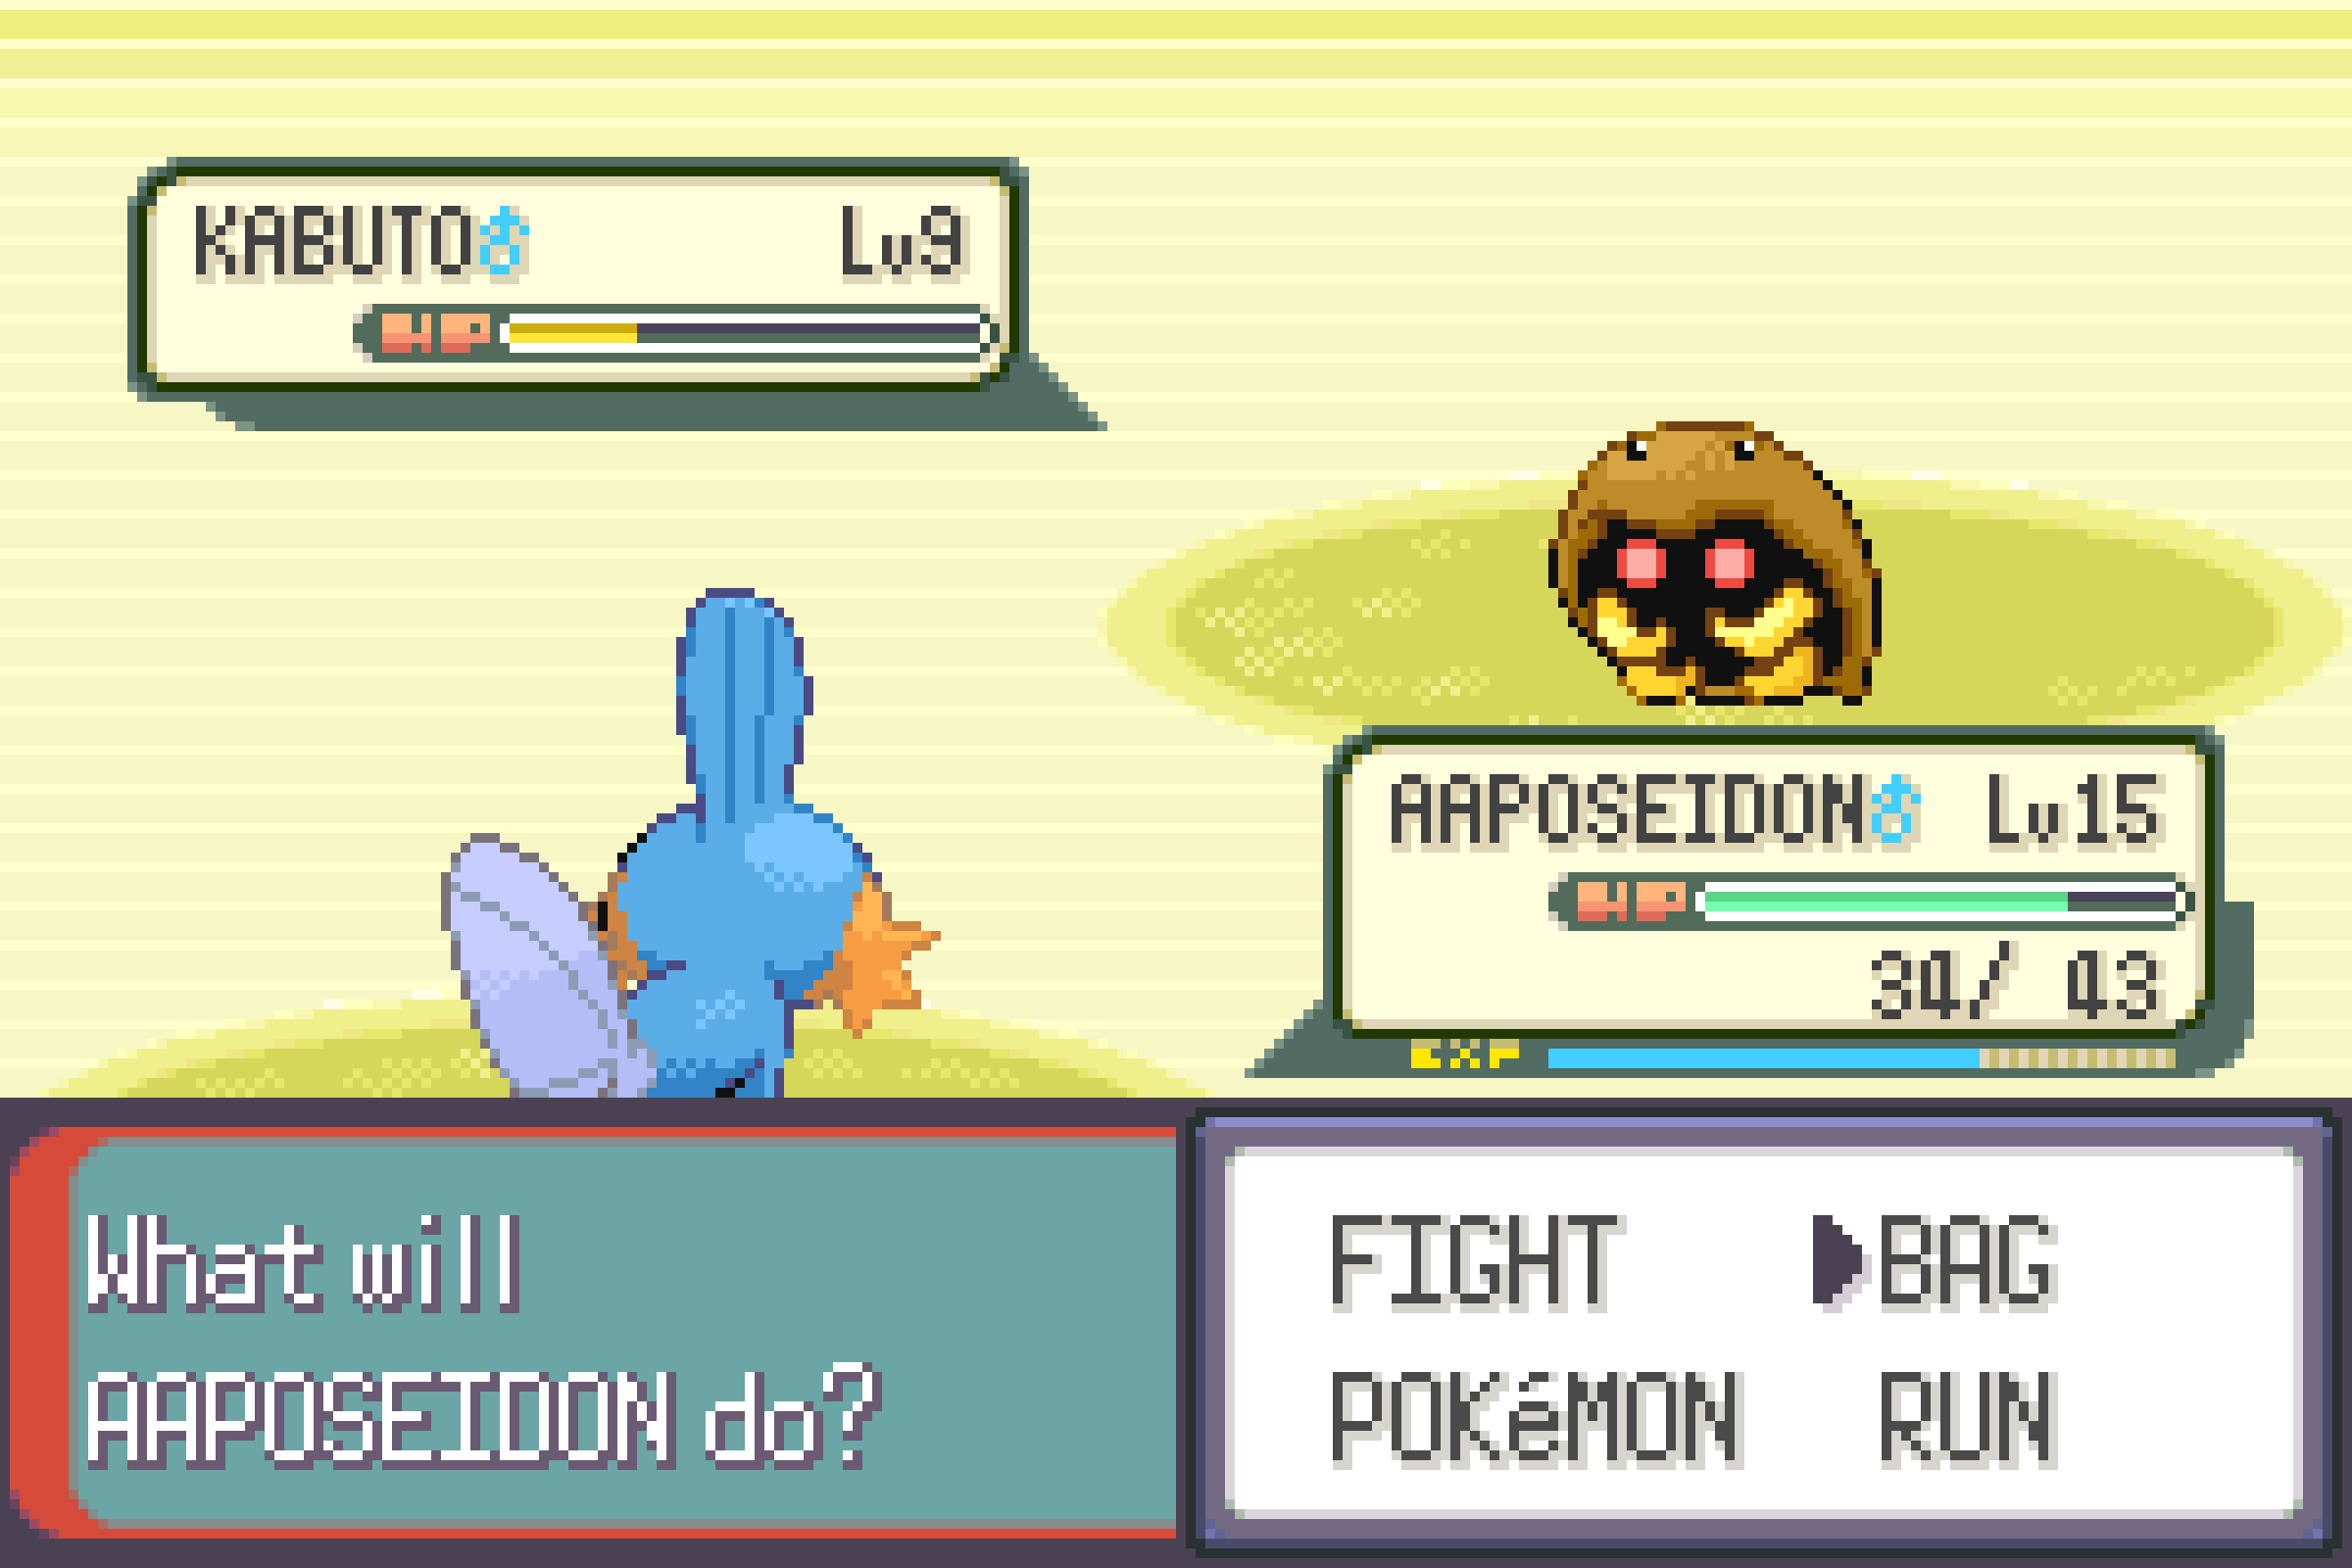 KABUTO♂ Lv9
HP
AAPOSEIDON♂ Lv15
HP
34/ 43
EXP
What will
AAPOSEIDON do?
FIGHT ▶BAG
POKéMON RUN